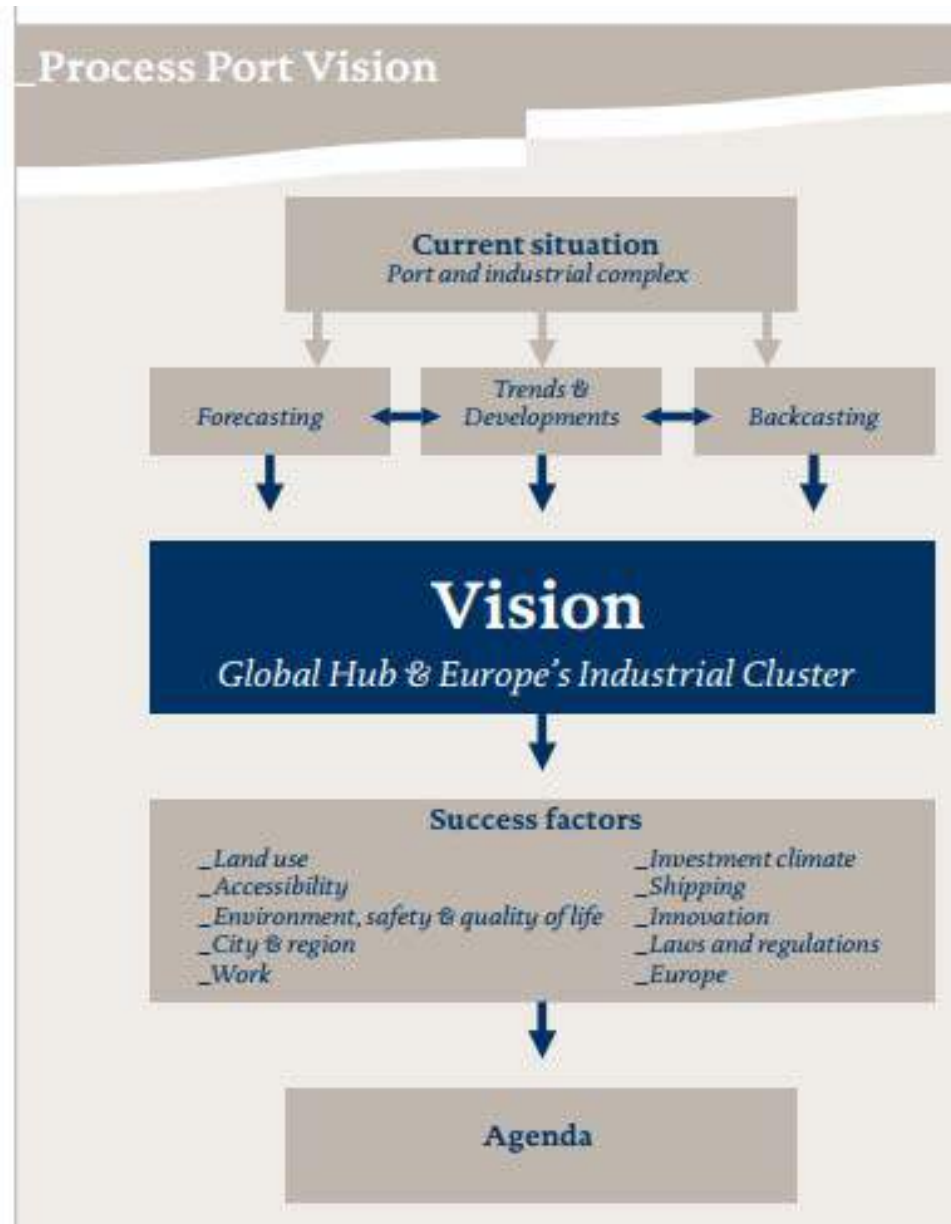 _Process Port Vision
Current situation
Port and industrial complex
Forecasting
Trends &
Developments
Backcasting
Vision
Global Hub & Europe's Industrial Cluster
Success factors
_Land use
_Accessibility
_Environment, safety & quality of life
_City & region
_Work
_Investment climate
_Shipping
_Innovation
_Laws and regulations
_Europe
Agenda